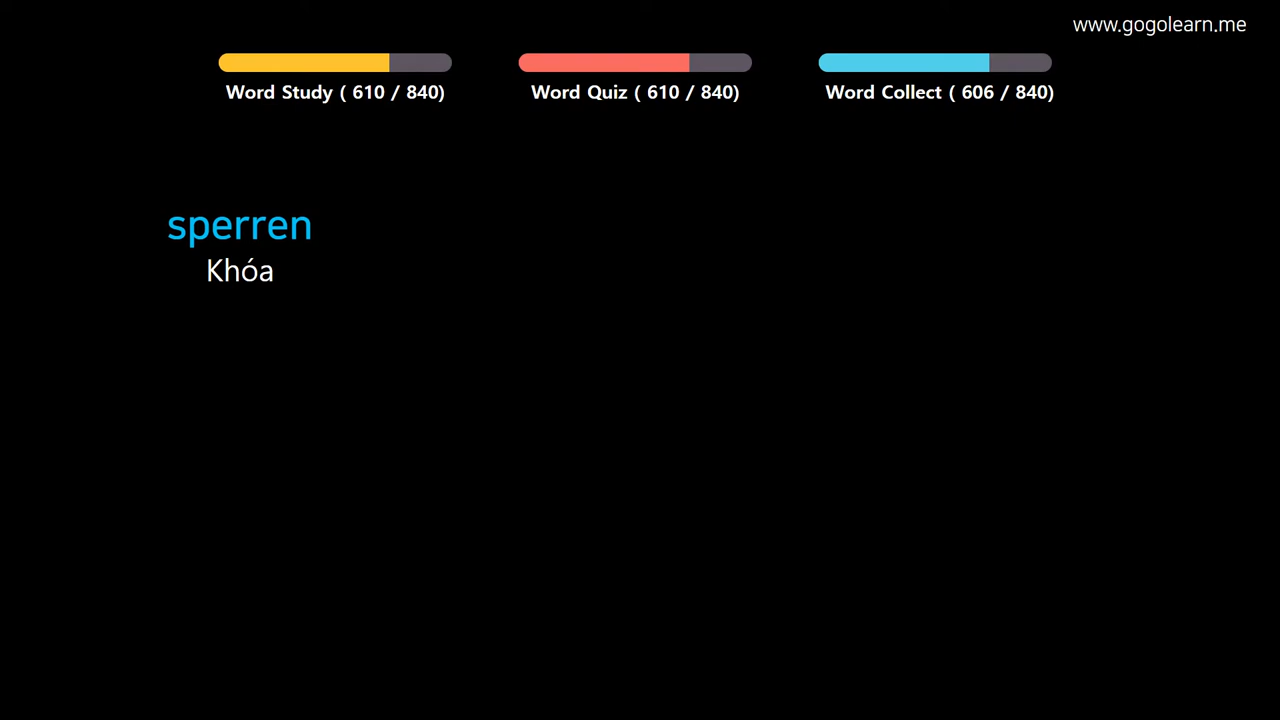 www.gogolearn.me
Word Study ( 610 / 840)
Word Quiz ( 610 / 840)
Word Collect ( 606 / 840)
sperren
Khóa